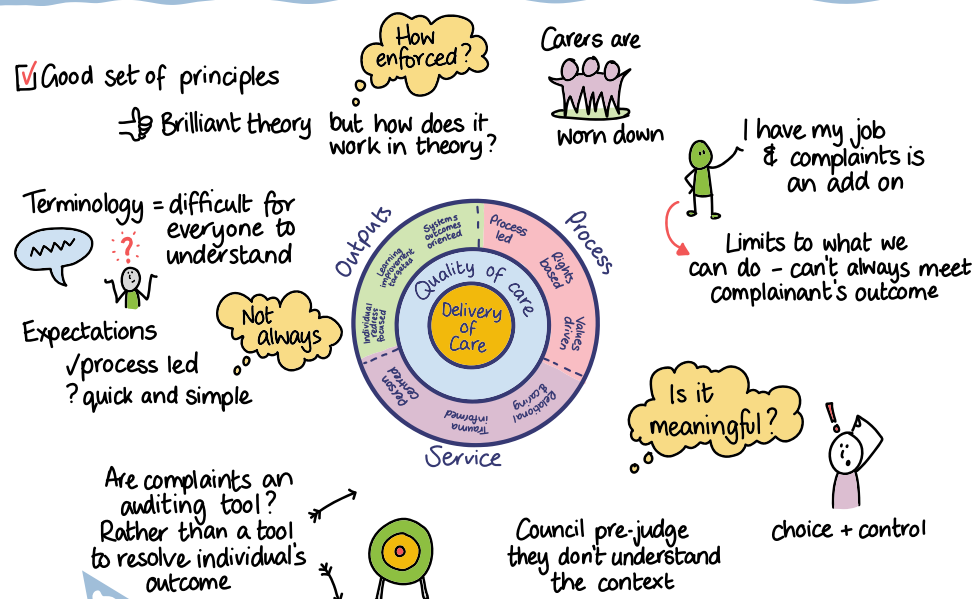 Good set of principles
Brilliant theory
How
enforced?
but how does it
work in theory?
Carers are
worn down
I have my job
& complaints is
an add on
Limits to what we
can do - can't always meet
complainant's outcome
Terminology = difficult for
everyone to
understand
?
Expectations
✓process led
? quick and simple
Not
always
Outputs
Systems
outcomes
oriented
Learning
improvement
targeted
Individual
redress
focused
Process
Process
led
Rights
based
Values
driven
Service
Relational
& caring
Trauma
informed
Person
centred
Quality of care
Delivery
of
Care
Is it
meaningful?
!
choice + control
Are complaints an
auditing tool?
Rather than a tool
to resolve individual's
outcome
Council pre-judge
they don't understand
the context